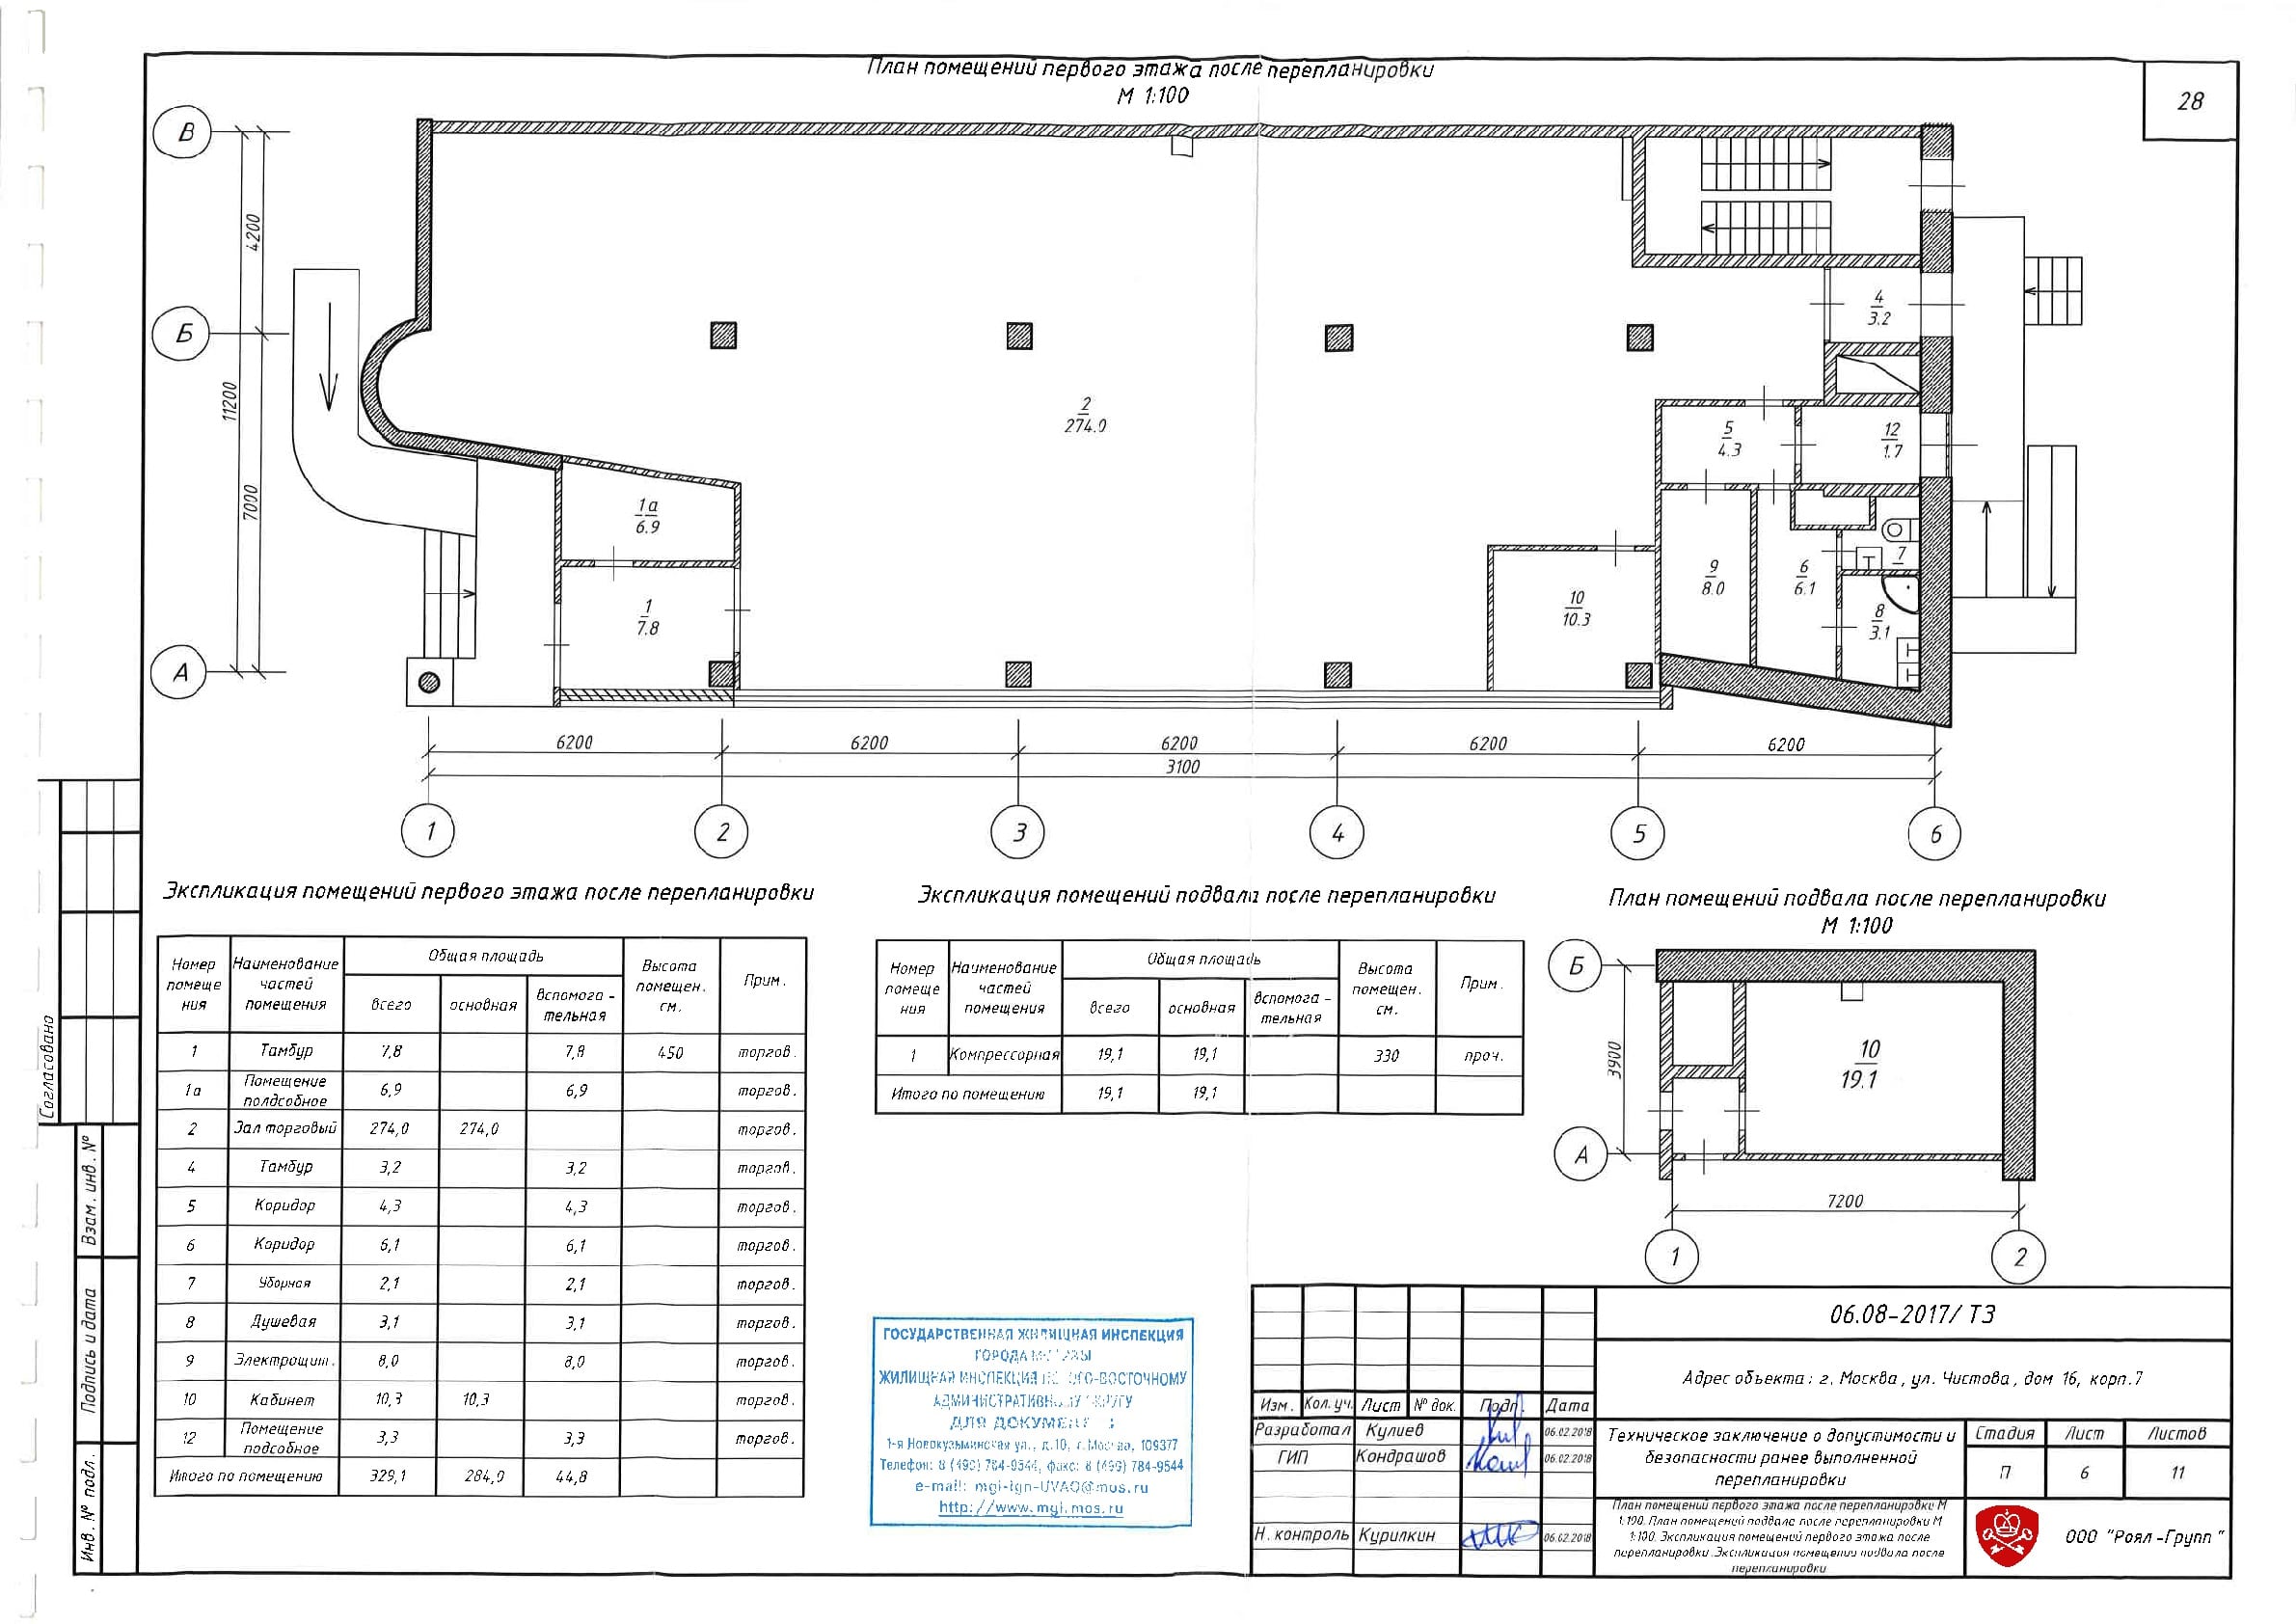 План помещений первого этажа после перепланировки
М 1:100
28
В
Б
А
4200
11200
7000
2
274.0
1а
6.9
1
7.8
4
3.2
5
4.3
12
1.7
9
8.0
6
6.1
7
8
3.1
10
10.3
6200 6200 6200 6200 6200
3100
1 2 3 4 5 6
Экспликация помещений первого этажа после перепланировки
Номер помеще ния Наименование частей помещения Общая площадь Высота помещен. см. Прим.
всего основная вспомога - тельная
1 Тамбур 7,8 7,8 450 торгов.
1а Помещение полдсобное 6,9 6,9 торгов.
2 Зал торговый 274,0 274,0 торгов.
4 Тамбур 3,2 3,2 торгов.
5 Коридор 4,3 4,3 торгов.
6 Коридор 6,1 6,1 торгов.
7 Уборная 2,1 2,1 торгов.
8 Душевая 3,1 3,1 торгов.
9 Электрощит. 8,0 8,0 торгов.
10 Кабинет 10,3 10,3 торгов.
12 Помещение подсобное 3,3 3,3 торгов.
Итого по помещению 329,1 284,0 44,8
Экспликация помещений подвала после перепланировки
Номер помеще ния Наименование частей помещения Общая площадь Высота помещен. см. Прим.
всего основная вспомога - тельная
1 Компрессорная 19,1 19,1 330 проч.
Итого по помещению 19,1 19,1
План помещений подвала после перепланировки
М 1:100
Б
А
3900
10
19.1
7200
1 2
ГОСУДАРСТВЕННАЯ ЖИЛИЩНАЯ ИНСПЕКЦИЯ
ГОРОДА
ЖИЛИЩНАЯ ИНСПЕКЦИЯ
ДЛЯ
1-я Новокузьминская ул., д.10, г. Москва, 109377
Телефон: 8 (499) 784-9544, факс: 8 (499) 784-9544
e-mail: mgi-ign-UVAO@mos.ru
http://www.mgi.mos.ru
Согласовано
Взам. инв. №
Подпись и дата
Инв. № подл.
06.08-2017/ ТЗ
Адрес объекта: г. Москва, ул. Чистова, дом 16, корп.7
Изм. Кол. уч. Лист № док. Подп. Дата
Разработал Кулиев 06.02.2018
ГИП Кондрашов 06.02.2018
Н. контроль Курилкин 06.02.2018
Техническое заключение о допустимости и
безопасности ранее выполненной
перепланировки
Стадия Лист Листов
П 6 11
План помещений первого этажа после перепланировки М
1:100. План помещений подвала после перепланировки М
1:100. Экспликация помещений первого этажа после
перепланировки. Экспликация помещений подвала после
перепланировки
ООО "Роял -Групп "